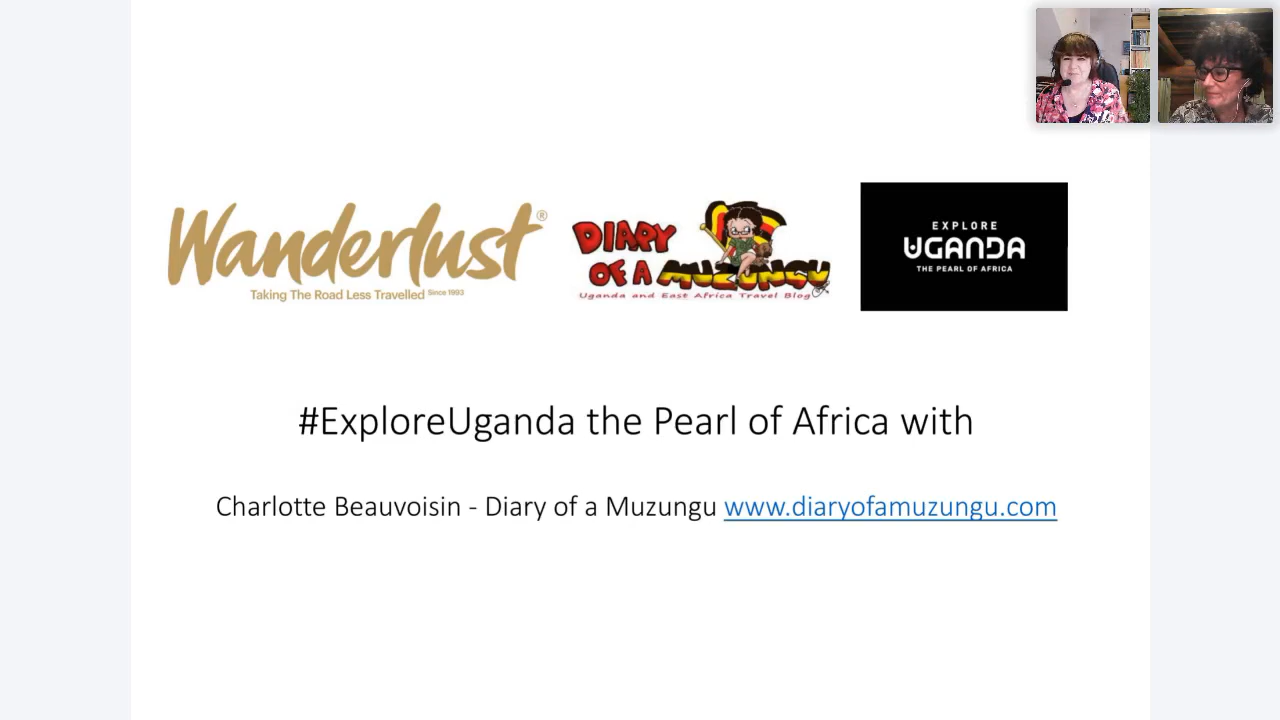 Wanderlust®
Taking The Road Less Travelled Since 1993
DIARY
OF A MUZUNGU
Uganda and East Africa Travel Blog
EXPLORE
UGANDA
THE PEARL OF AFRICA
#ExploreUganda the Pearl of Africa with
Charlotte Beauvoisin - Diary of a Muzungu www.diaryofamuzungu.com